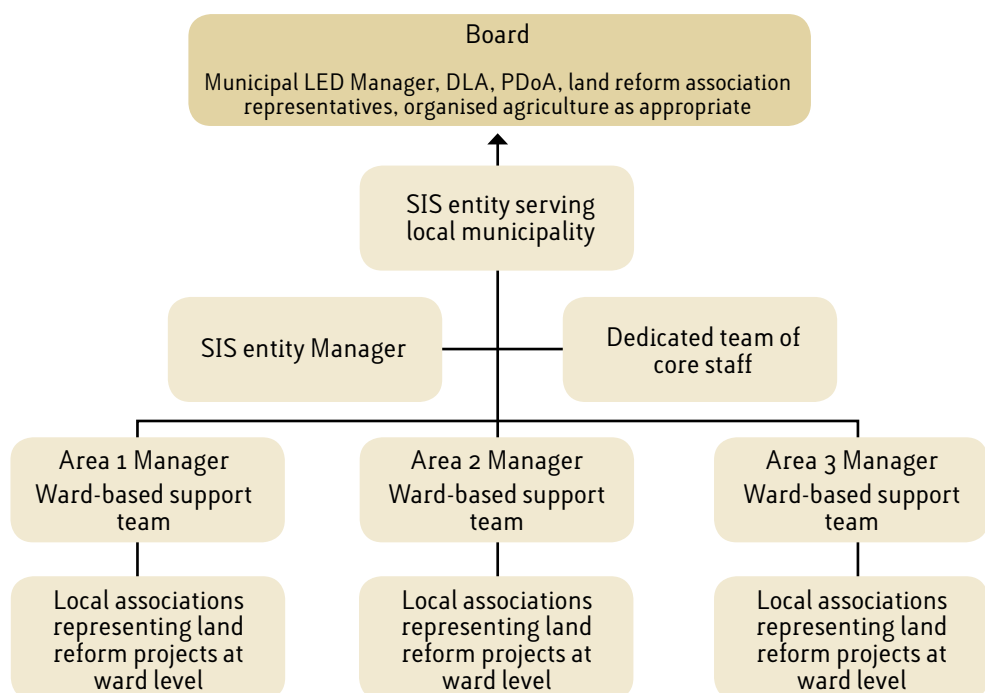 Board
Municipal LED Manager, DLA, PDoA, land reform association
representatives, organised agriculture as appropriate
SIS entity serving
local municipality
SIS entity Manager
Dedicated team of
core staff
Area 1 Manager
Ward-based support
team
Area 2 Manager
Ward-based support
team
Area 3 Manager
Ward-based support
team
Local associations
representing land
reform projects at
ward level
Local associations
representing land
reform projects at
ward level
Local associations
representing land
reform projects at
ward level